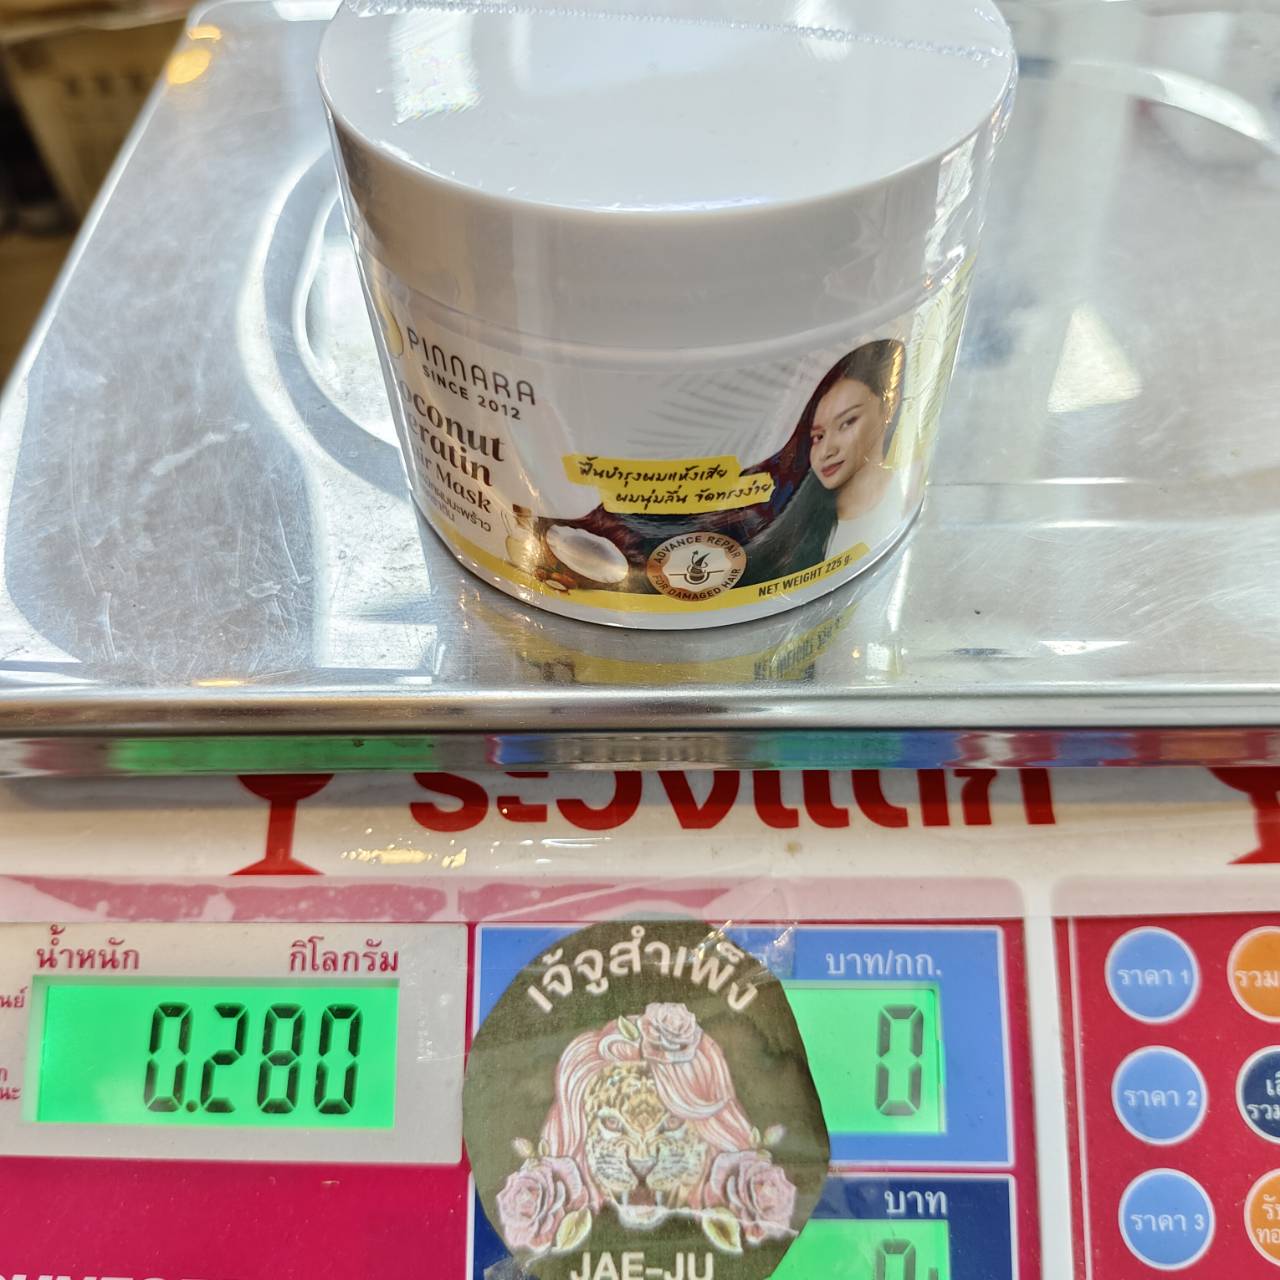 PINNARA
SINCE 2012
oconut
eratin
ir Mask
ฟื้นบำรุงผมแห้งเสีย
ผมนุ่มลื่น จัดทรงง่าย
ADVANCE REPAIR
FOR DAMAGED HAIR
NET WEIGHT 225 g.
ระวังแตก
น้ำหนัก กิโลกรัม
0.280
เจ้จูสำเพ็ง
JAE-JU
บาท/กก.
0
บาท
ราคา 1
ราคา 2
ราคา 3
รวม